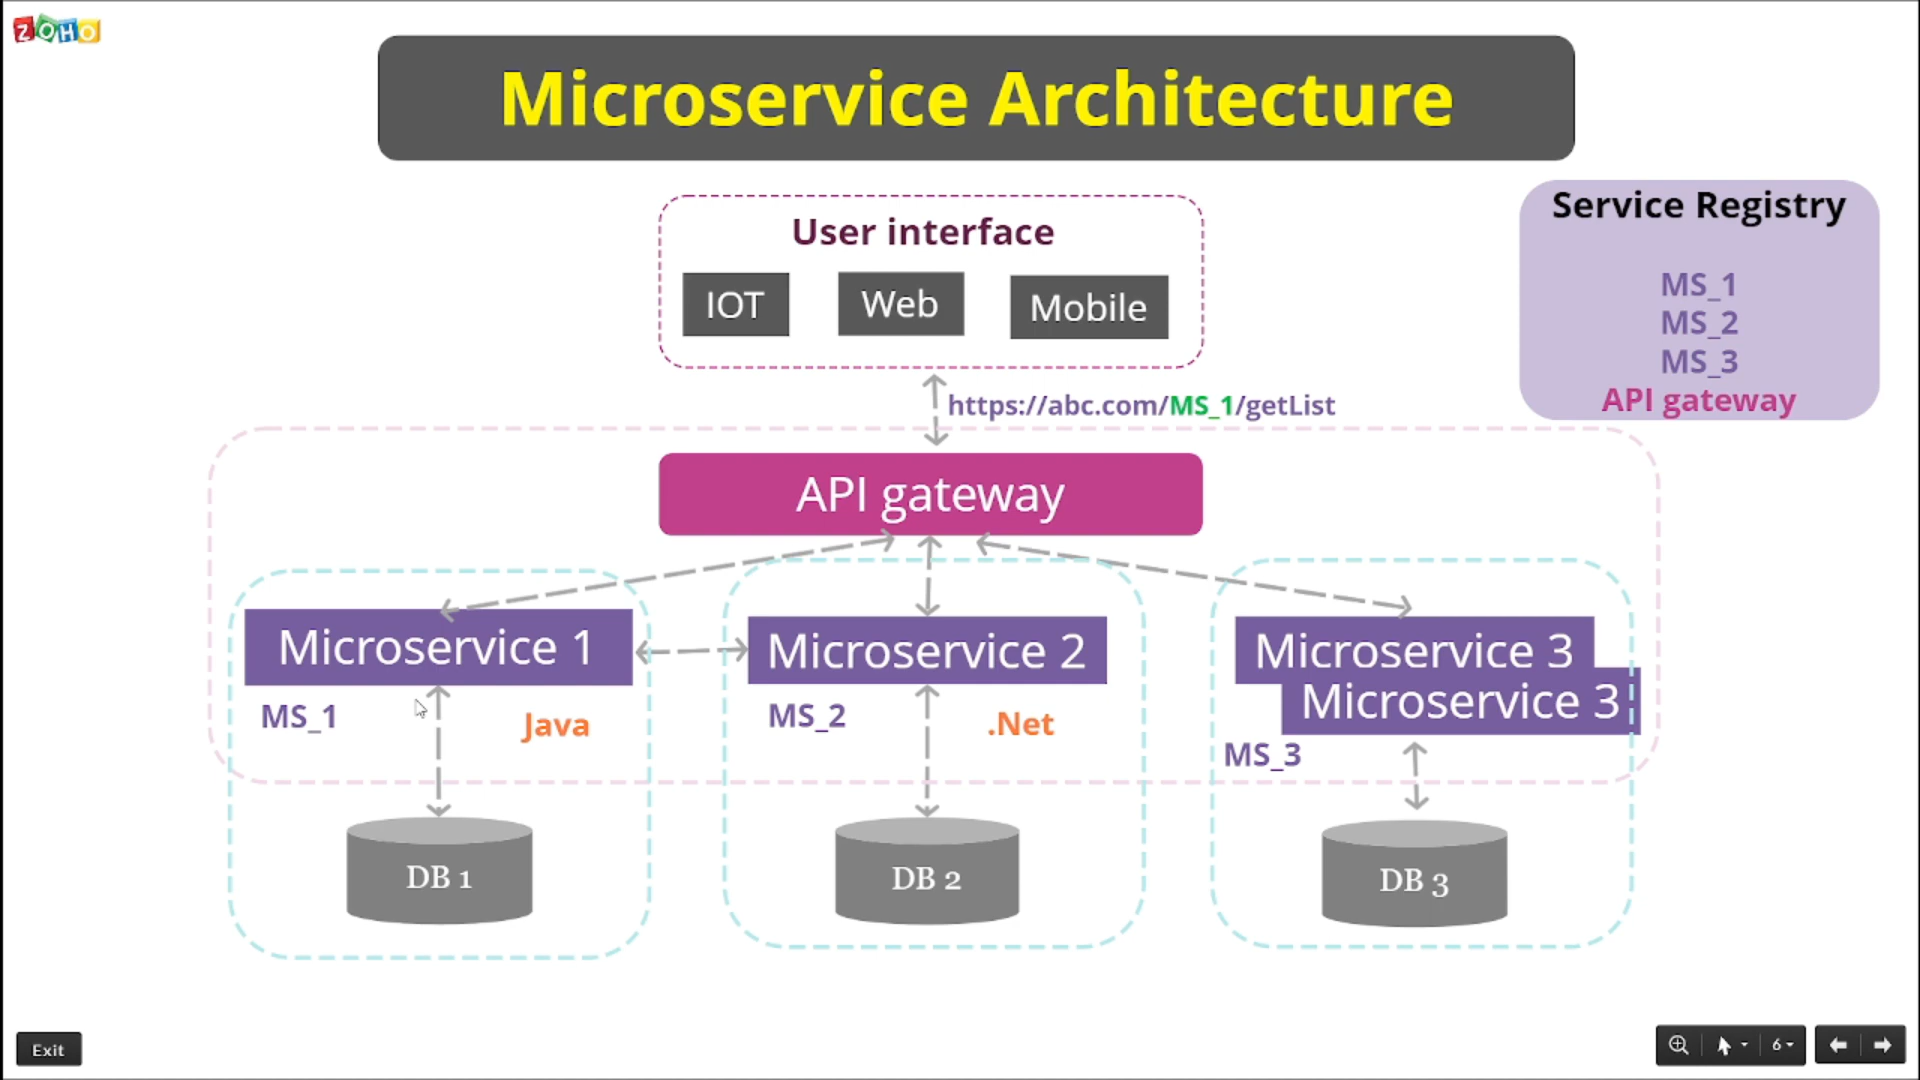 ZOHO
Microservice Architecture
User interface
IOT
Web
Mobile
Service Registry
MS_1
MS_2
MS_3
API gateway
https://abc.com/MS_1/getList
API gateway
Microservice 1
Microservice 2
Microservice 3
Microservice 3
MS_1
Java
MS_2
.Net
MS_3
DB 1
DB 2
DB 3
Exit
6